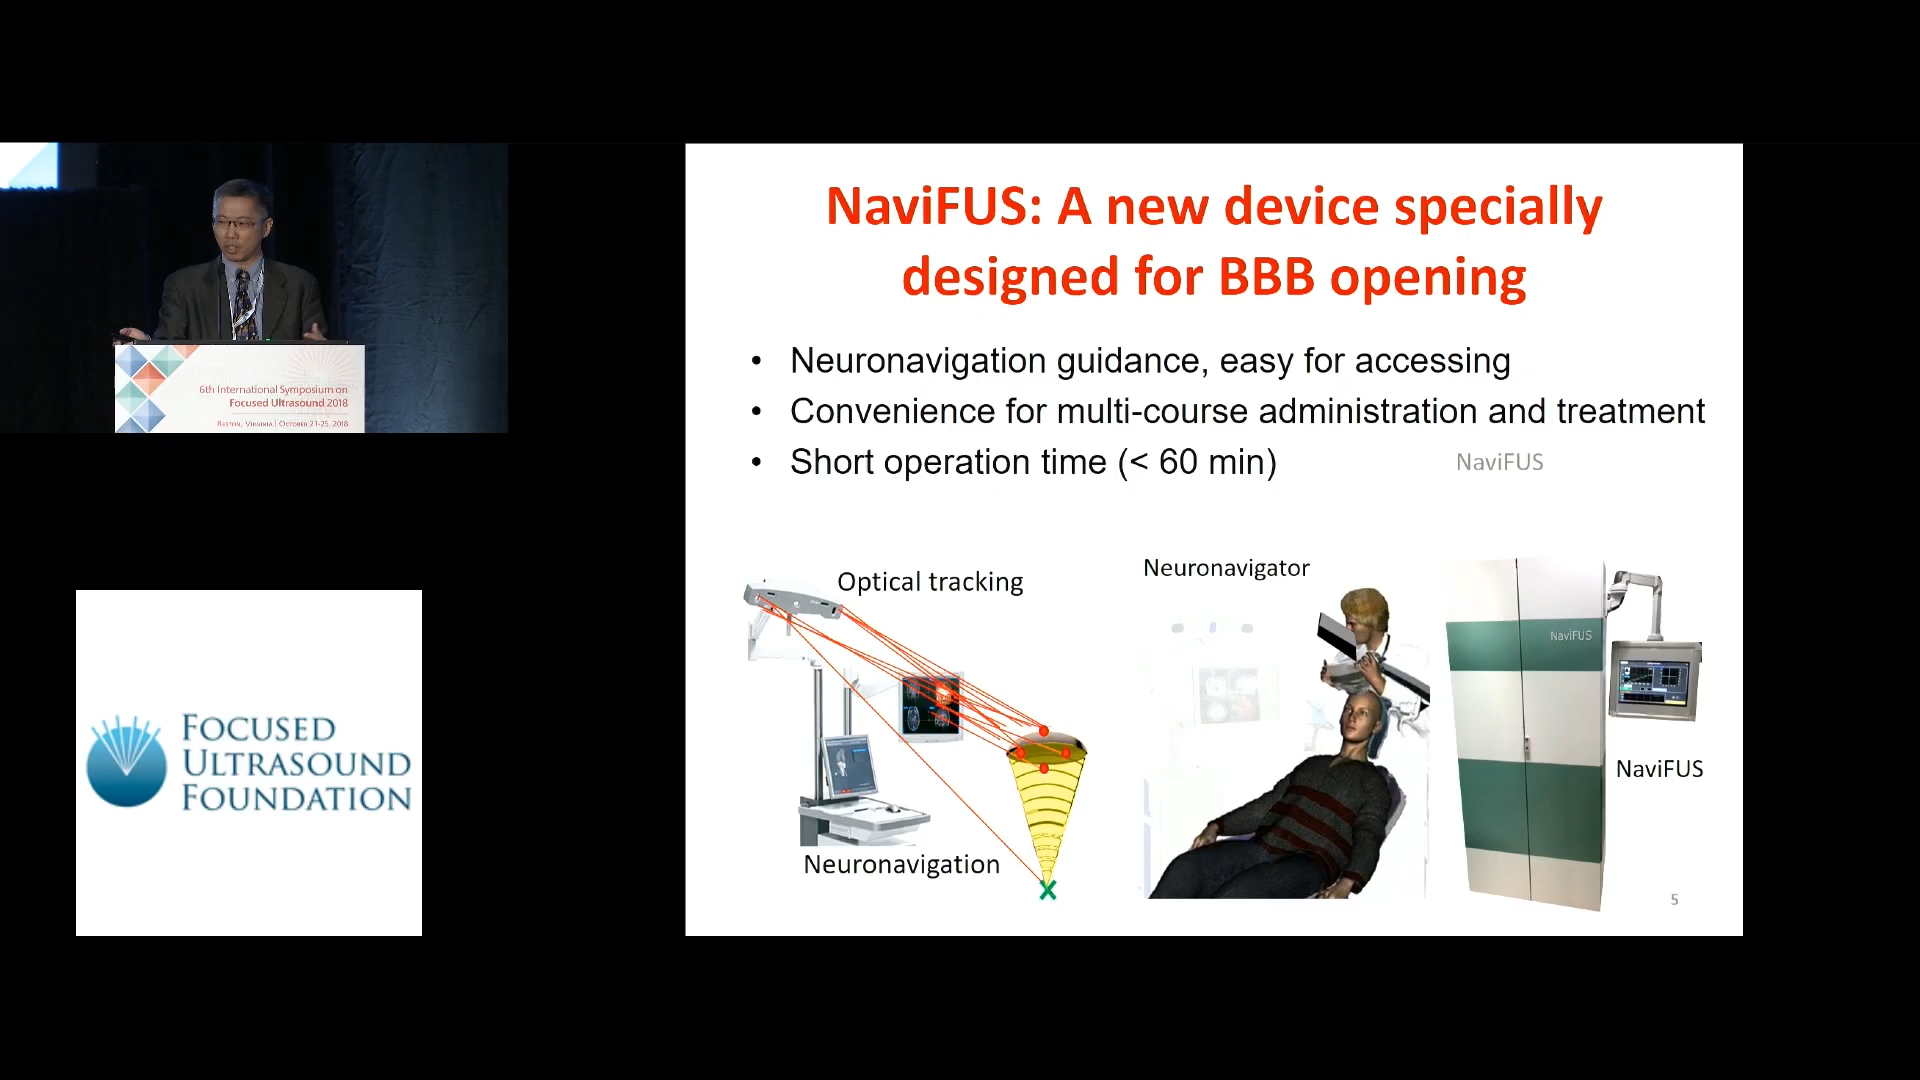 NaviFUS: A new device specially
designed for BBB opening
• Neuronavigation guidance, easy for accessing
• Convenience for multi-course administration and treatment
• Short operation time (< 60 min)
NaviFUS
Optical tracking
Neuronavigator
NaviFUS
NaviFUS
Neuronavigation
5
6th International Symposium on
Focused Ultrasound 2018
Reston, Virginia | October 21-25, 2018
FOCUSED
ULTRASOUND
FOUNDATION